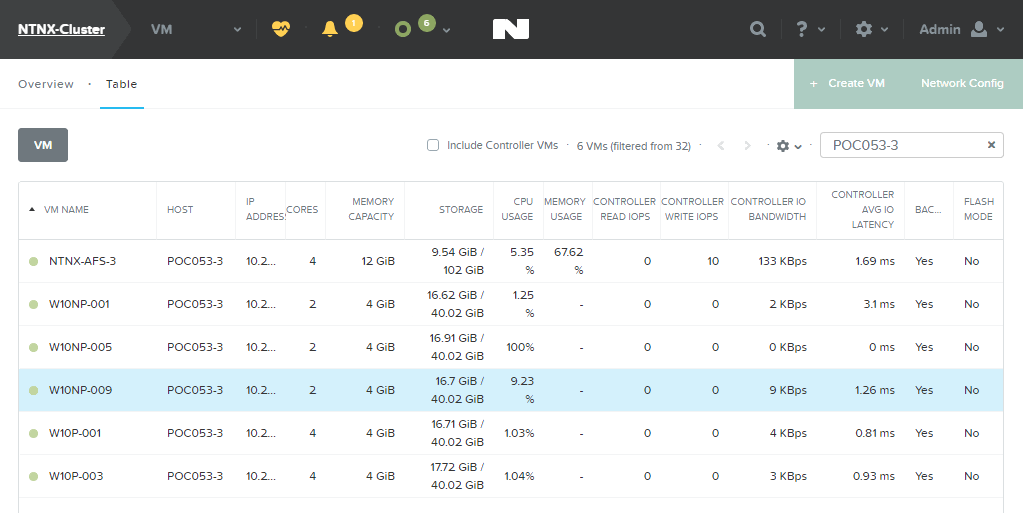 NTNX-Cluster VM 1 6 N ? Admin
Overview · Table + Create VM Network Config
VM Include Controller VMs · 6 VMs (filtered from 32) · < > · · POC053-3 ×
VM NAME HOST IP ADDRES: CORES MEMORY CAPACITY STORAGE CPU USAGE MEMORY USAGE CONTROLLER READ IOPS CONTROLLER WRITE IOPS CONTROLLER IO BANDWIDTH CONTROLLER AVG IO LATENCY BAC... FLASH MODE
NTNX-AFS-3 POC053-3 10.2... 4 12 GiB 9.54 GiB / 102 GiB 5.35 % 67.62 % 0 10 133 KBps 1.69 ms Yes No
W10NP-001 POC053-3 10.2... 2 4 GiB 16.62 GiB / 40.02 GiB 1.25 % - 0 0 2 KBps 3.1 ms Yes No
W10NP-005 POC053-3 10.2... 2 4 GiB 16.91 GiB / 40.02 GiB 100% - 0 0 0 KBps 0 ms Yes No
W10NP-009 POC053-3 10.2... 2 4 GiB 16.7 GiB / 40.02 GiB 9.23 % - 0 0 9 KBps 1.26 ms Yes No
W10P-001 POC053-3 10.2... 4 4 GiB 16.71 GiB / 40.02 GiB 1.03% - 0 0 4 KBps 0.81 ms Yes No
W10P-003 POC053-3 10.2... 4 4 GiB 17.72 GiB / 40.02 GiB 1.04% - 0 0 3 KBps 0.93 ms Yes No